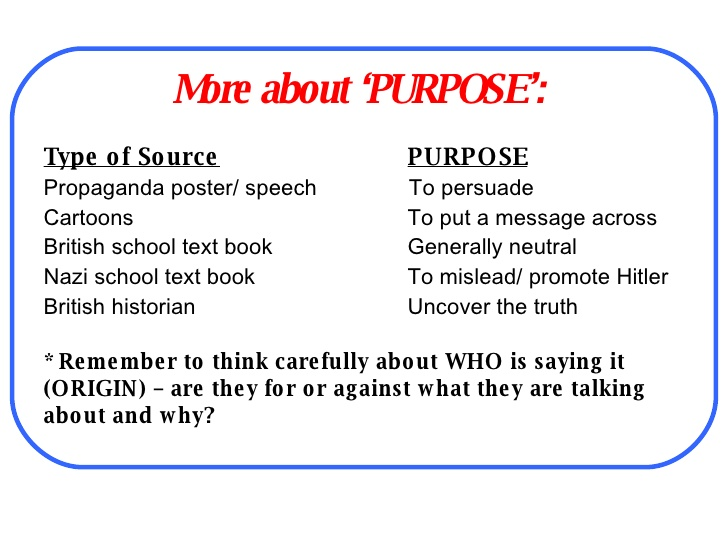 More about ‘PURPOSE’:
Type of Source PURPOSE
Propaganda poster/ speech To persuade
Cartoons To put a message across
British school text book Generally neutral
Nazi school text book To mislead/ promote Hitler
British historian Uncover the truth
* Remember to think carefully about WHO is saying it
(ORIGIN) – are they for or against what they are talking
about and why?